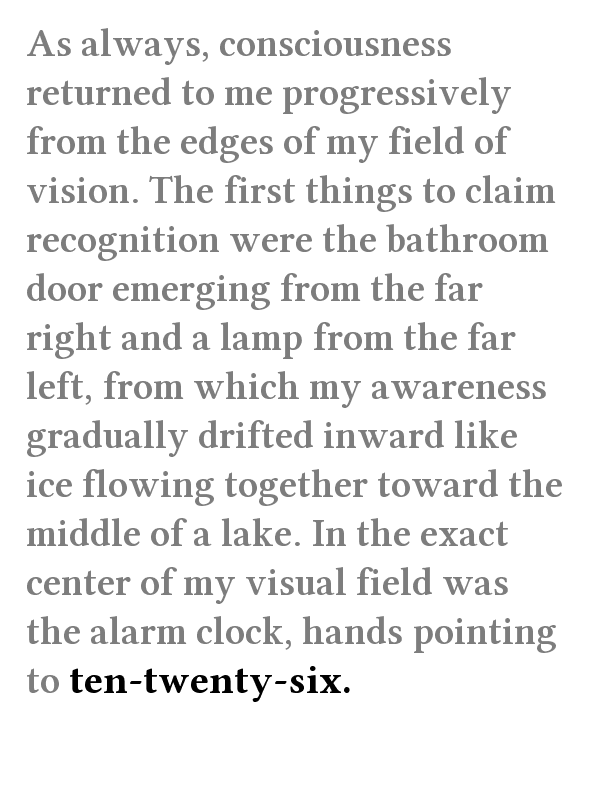 As always, consciousness
returned to me progressively
from the edges of my field of
vision. The first things to claim
recognition were the bathroom
door emerging from the far
right and a lamp from the far
left, from which my awareness
gradually drifted inward like
ice flowing together toward the
middle of a lake. In the exact
center of my visual field was
the alarm clock, hands pointing
to ten-twenty-six.